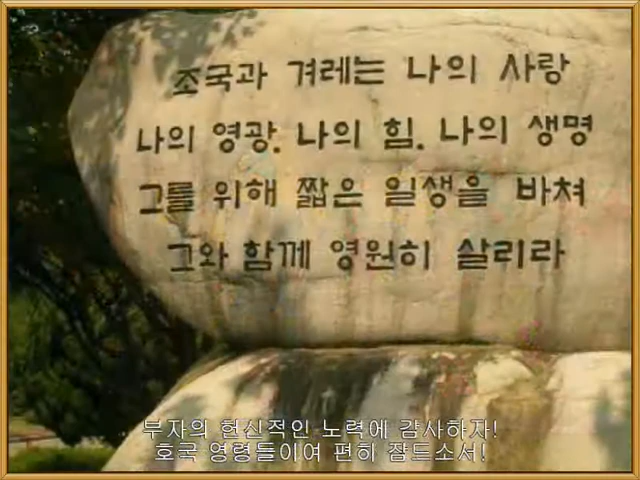 조국과 겨레는 나의 사랑
나의 영광. 나의 힘. 나의 생명
그를 위해 짧은 일생을 바쳐
그와 함께 영원히 살리라
부자의 헌신적인 노력에 감사하자!
호국 영령들이여 편히 잠드소서!